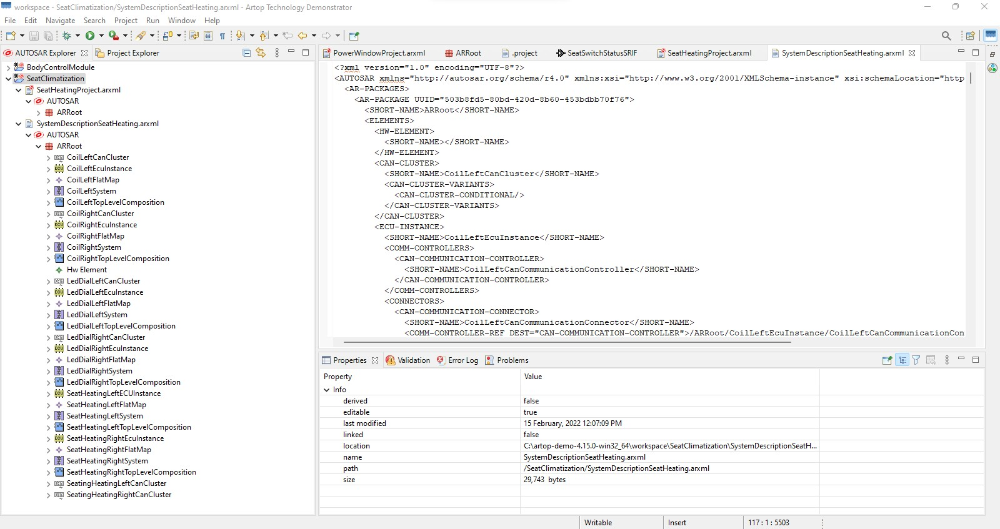 workspace - SeatClimatization/SystemDescriptionSeatHeating.arxml - Artop Technology Demonstrator
File Edit Navigate Search Project Run Window Help
AUTOSAR Explorer Project Explorer
BodyControlModule
SeatClimatization
SeatHeatingProject.arxml
AUTOSAR
ARRoot
SystemDescriptionSeatHeating.arxml
AUTOSAR
ARRoot
CoilLeftCanCluster
CoilLeftEcuInstance
CoilLeftFlatMap
CoilLeftSystem
CoilLeftTopLevelComposition
CoilRightCanCluster
CoilRightEcuInstance
CoilRightFlatMap
CoilRightSystem
CoilRightTopLevelComposition
Hw Element
LedDialLeftCanCluster
LedDialLeftEcuInstance
LedDialLeftFlatMap
LedDialLeftSystem
LedDialLeftTopLevelComposition
LedDialRightCanCluster
LedDialRightEcuInstance
LedDialRightFlatMap
LedDialRightSystem
LedDialRightTopLevelComposition
SeatHeatingLeftECUInstance
SeatHeatingLeftFlatMap
SeatHeatingLeftSystem
SeatHeatingLeftTopLevelComposition
SeatHeatingRightEcuInstance
SeatHeatingRightFlatMap
SeatHeatingRightSystem
SeatHeatingRightTopLevelComposition
SeatingHeatingLeftCanCluster
SeatingHeatingRightCanCluster
PowerWindowProject.arxml ARRoot .project SeatSwitchStatusSRIF SeatHeatingProject.arxml SystemDescriptionSeatHeating.arxml
<?xml version="1.0" encoding="UTF-8"?>
<AUTOSAR xmlns="http://autosar.org/schema/r4.0" xmlns:xsi="http://www.w3.org/2001/XMLSchema-instance" xsi:schemaLocation="http
<AR-PACKAGES>
<AR-PACKAGE UUID="503b8fd5-80bd-420d-8b60-453bdbb70f76">
<SHORT-NAME>ARRoot</SHORT-NAME>
<ELEMENTS>
<HW-ELEMENT>
<SHORT-NAME></SHORT-NAME>
</HW-ELEMENT>
<CAN-CLUSTER>
<SHORT-NAME>CoilLeftCanCluster</SHORT-NAME>
<CAN-CLUSTER-VARIANTS>
<CAN-CLUSTER-CONDITIONAL/>
</CAN-CLUSTER-VARIANTS>
</CAN-CLUSTER>
<ECU-INSTANCE>
<SHORT-NAME>CoilLeftEcuInstance</SHORT-NAME>
<COMM-CONTROLLERS>
<CAN-COMMUNICATION-CONTROLLER>
<SHORT-NAME>CoilLeftCanCommunicationController</SHORT-NAME>
</CAN-COMMUNICATION-CONTROLLER>
</COMM-CONTROLLERS>
<CONNECTORS>
<CAN-COMMUNICATION-CONNECTOR>
<SHORT-NAME>CoilLeftCanCommunicationConnector</SHORT-NAME>
<COMM-CONTROLLER-REF DEST="CAN-COMMUNICATION-CONTROLLER">/ARRoot/CoilLeftEcuInstance/CoilLeftCanCommunicationCon
Properties Validation Error Log Problems
Property Value
Info
derived false
editable true
last modified 15 February, 2022 12:07:09 PM
linked false
location C:\artop-demo-4.15.0-win32_64\workspace\SeatClimatization\SystemDescriptionSeatH...
name SystemDescriptionSeatHeating.arxml
path /SeatClimatization/SystemDescriptionSeatHeating.arxml
size 29,743 bytes
Writable Insert 117 : 1 : 5503